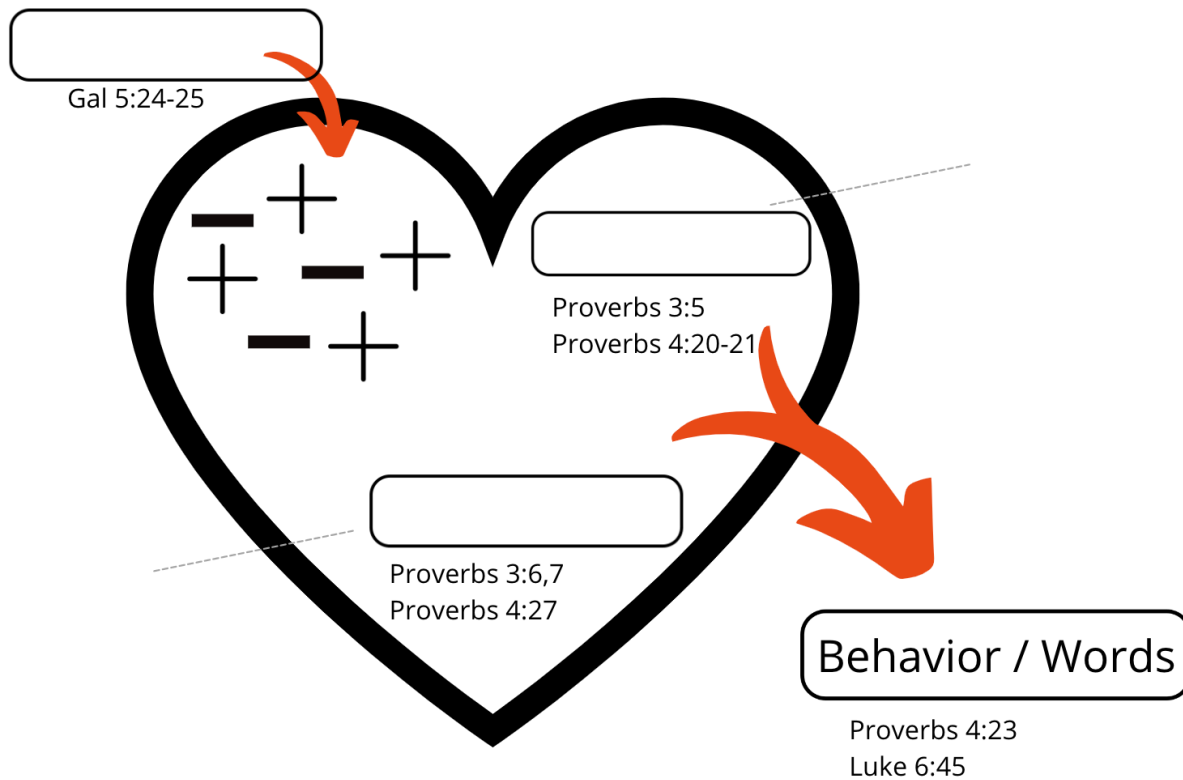 Gal 5:24-25
Proverbs 3:5
Proverbs 4:20-21
Proverbs 3:6,7
Proverbs 4:27
Behavior / Words
Proverbs 4:23
Luke 6:45